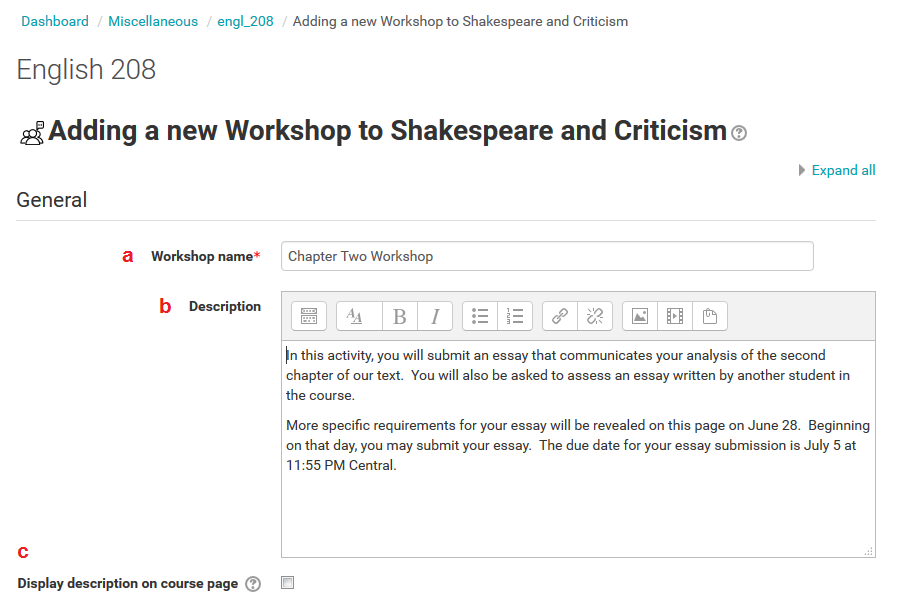 Dashboard / Miscellaneous / engl_208 / Adding a new Workshop to Shakespeare and Criticism
English 208
Adding a new Workshop to Shakespeare and Criticism
Expand all
General
a Workshop name* Chapter Two Workshop
b Description
In this activity, you will submit an essay that communicates your analysis of the second
chapter of our text.  You will also be asked to assess an essay written by another student in
the course.
More specific requirements for your essay will be revealed on this page on June 28.  Beginning
on that day, you may submit your essay.  The due date for your essay submission is July 5 at
11:55 PM Central.
c
Display description on course page